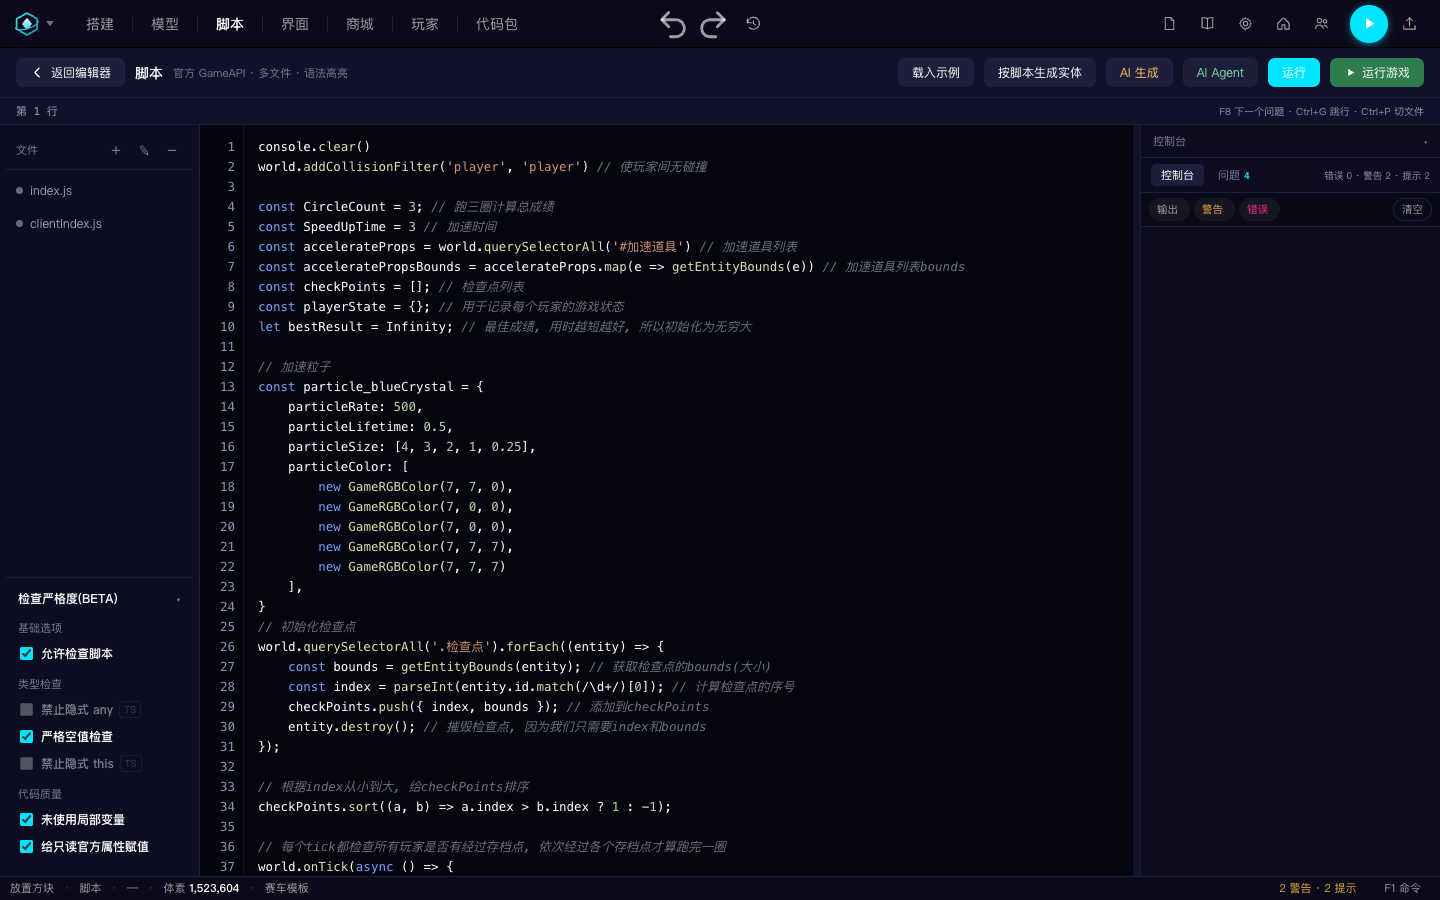 搭建 模型 脚本 界面 商城 玩家 代码包
返回编辑器 脚本 官方 GameAPI · 多文件 · 语法高亮 载入示例 按脚本生成实体 AI 生成 AI Agent 运行 运行游戏
第 1 行 F8 下一个问题 · Ctrl+G 跳行 · Ctrl+P 切文件
文件 + −
index.js
clientIndex.js
检查严格度(BETA)
基础选项
允许检查脚本
类型检查
禁止隐式 any TS
严格空值检查
禁止隐式 this TS
代码质量
未使用局部变量
给只读官方属性赋值
1 console.clear()
2 world.addCollisionFilter('player', 'player') // 使玩家间无碰撞
3
4 const CircleCount = 3; // 跑三圈计算总成绩
5 const SpeedUpTime = 3 // 加速时间
6 const accelerateProps = world.querySelectorAll('#加速道具') // 加速道具列表
7 const acceleratePropsBounds = accelerateProps.map(e => getEntityBounds(e)) // 加速道具列表bounds
8 const checkPoints = []; // 检查点列表
9 const playerState = {}; // 用于记录每个玩家的游戏状态
10 let bestResult = Infinity; // 最佳成绩, 用时越短越好, 所以初始化为无穷大
11
12 // 加速粒子
13 const particle_blueCrystal = {
14     particleRate: 500,
15     particleLifetime: 0.5,
16     particleSize: [4, 3, 2, 1, 0.25],
17     particleColor: [
18         new GameRGBColor(7, 7, 0),
19         new GameRGBColor(7, 0, 0),
20         new GameRGBColor(7, 0, 0),
21         new GameRGBColor(7, 7, 7),
22         new GameRGBColor(7, 7, 7)
23     ],
24 }
25 // 初始化检查点
26 world.querySelectorAll('.检查点').forEach((entity) => {
27     const bounds = getEntityBounds(entity); // 获取检查点的bounds(大小)
28     const index = parseInt(entity.id.match(/\d+/)[0]); // 计算检查点的序号
29     checkPoints.push({ index, bounds }); // 添加到checkPoints
30     entity.destroy(); // 摧毁检查点, 因为我们只需要index和bounds
31 });
32
33 // 根据index从小到大, 给checkPoints排序
34 checkPoints.sort((a, b) => a.index > b.index ? 1 : -1);
35
36 // 每个tick都检查所有玩家是否有经过存档点, 依次经过各个存档点才算跑完一圈
37 world.onTick(async () => {
控制台
控制台 问题 4 错误 0 · 警告 2 · 提示 2
输出 警告 错误 清空
放置方块 · 脚本 · — · 体素 1,523,604 · 赛车模板 2 警告 · 2 提示 F1 命令